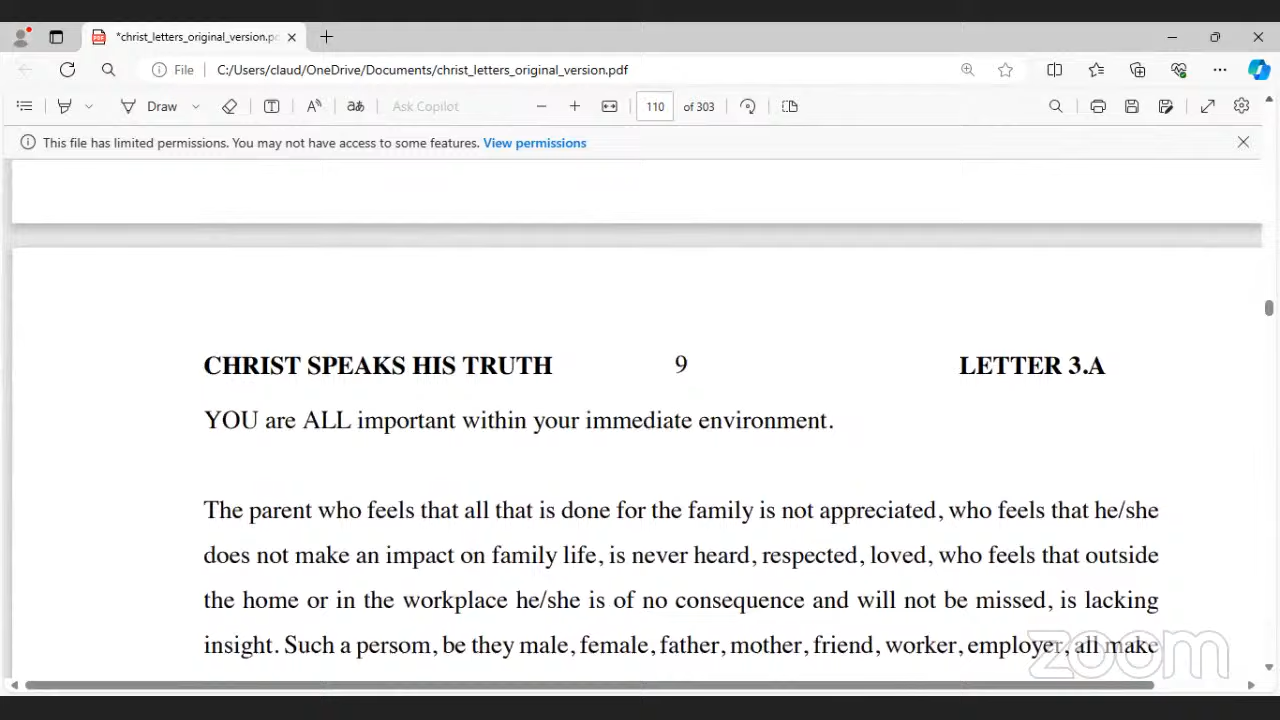 *christ_letters_original_version.pd
File
C:/Users/claud/OneDrive/Documents/christ_letters_original_version.pdf
Draw
aあ
Ask Copilot
110 of 303
This file has limited permissions. You may not have access to some features. View permissions
CHRIST SPEAKS HIS TRUTH 9 LETTER 3.A
YOU are ALL important within your immediate environment.
The parent who feels that all that is done for the family is not appreciated, who feels that he/she
does not make an impact on family life, is never heard, respected, loved, who feels that outside
the home or in the workplace he/she is of no consequence and will not be missed, is lacking
insight. Such a persom, be they male, female, father, mother, friend, worker, employer, all make
zoom